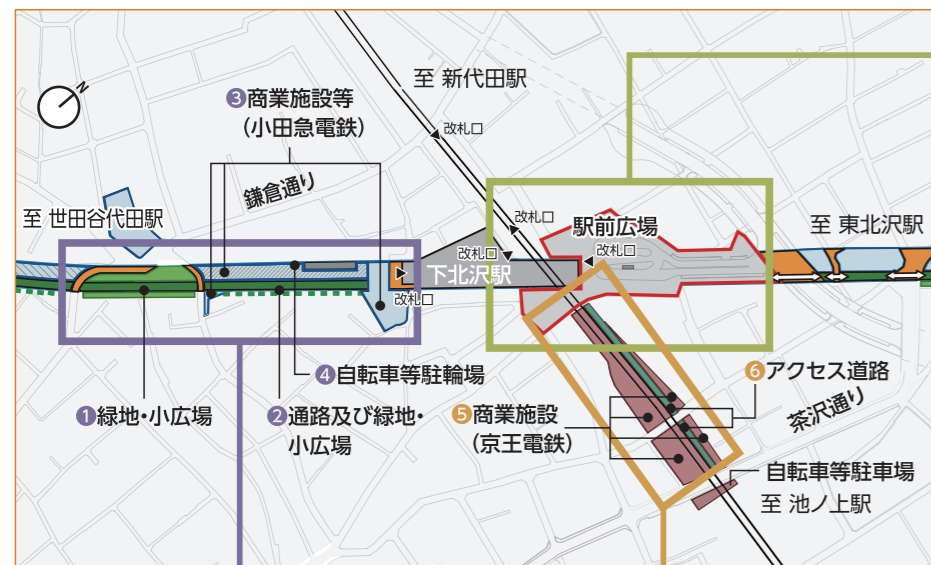 N
至 新代田駅
改札口
❸商業施設等
(小田急電鉄)
鎌倉通り
至 世田谷代田駅
改札口
駅前広場
至 東北沢駅
改札口
改札口
下北沢駅
改札口
❹自転車等駐輪場
❻アクセス道路
❶緑地・小広場
❷通路及び緑地・
小広場
❺商業施設
(京王電鉄)
茶沢通り
自転車等駐車場
至 池ノ上駅